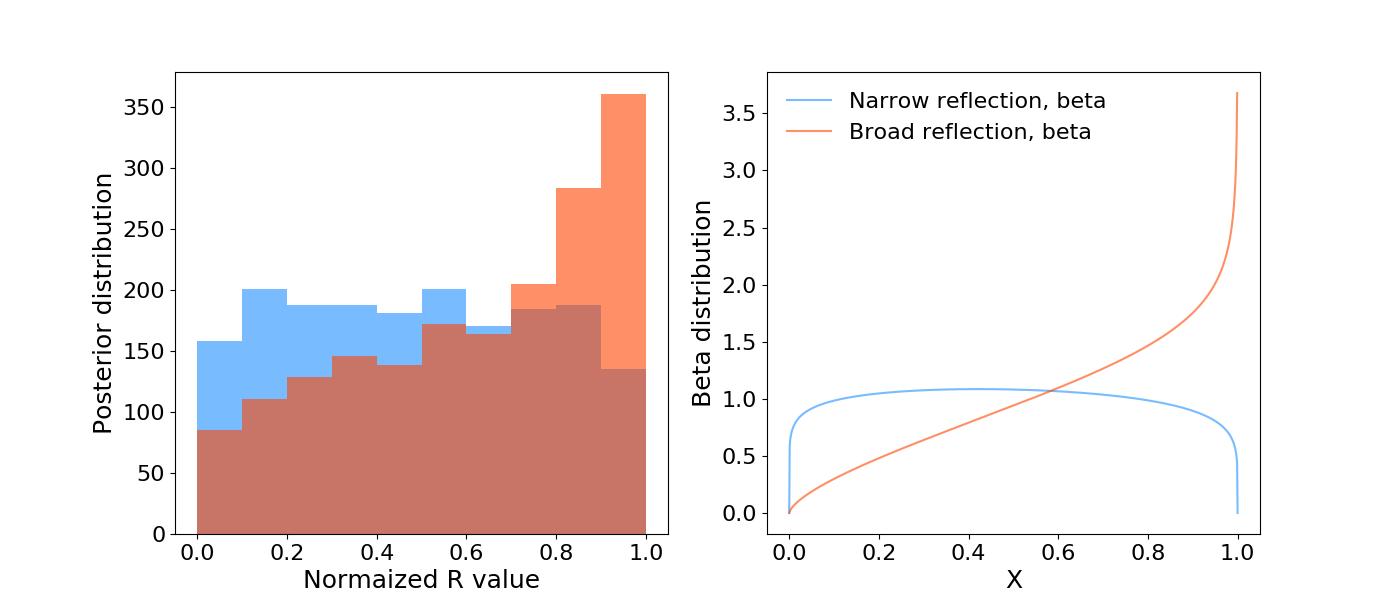 Posterior distribution
350
300
250
200
150
100
50
0
0.0 0.2 0.4 0.6 0.8 1.0
Normaized R value
Beta distribution
3.5
3.0
2.5
2.0
1.5
1.0
0.5
0.0
Narrow reflection, beta
Broad reflection, beta
0.0 0.2 0.4 0.6 0.8 1.0
X